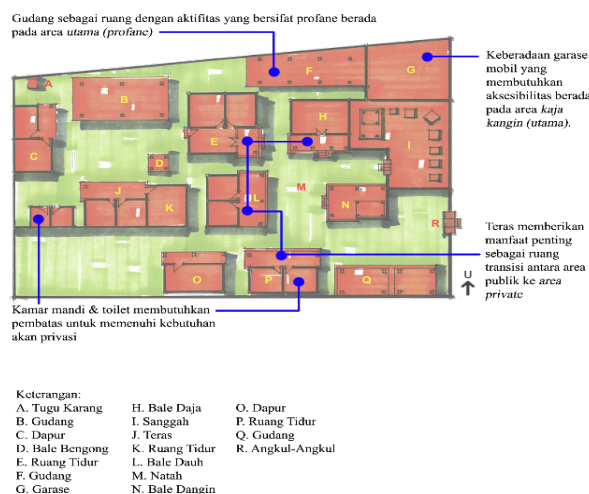 Gudang sebagai ruang dengan aktifitas yang bersifat profane berada
pada area utama (profane)
Keberadaan garase
mobil yang
membutuhkan
aksesibilitas berada
pada area kaja
kangin (utama).
A
B
C
D
E
F
G
H
I
J
K
L
M
N
O
P
Q
R
U
Teras memberikan
manfaat penting
sebagai ruang
transisi antara area
publik ke area
private
Kamar mandi & toilet membutuhkan
pembatas untuk memenuhi kebutuhan
akan privasi
Keterangan:
A. Tugu Karang
B. Gudang
C. Dapur
D. Bale Bengong
E. Ruang Tidur
F. Gudang
G. Garase
H. Bale Daja
I. Sanggah
J. Teras
K. Ruang Tidur
L. Bale Dauh
M. Natah
N. Bale Dangin
O. Dapur
P. Ruang Tidur
Q. Gudang
R. Angkul-Angkul